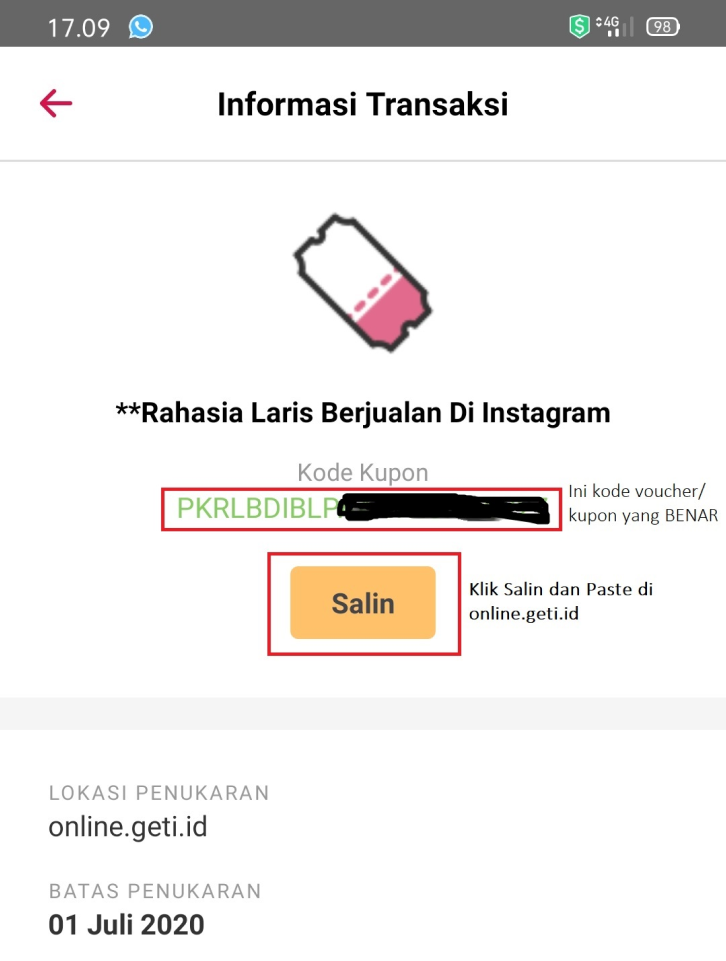 17.09
4G
98
Informasi Transaksi
**Rahasia Laris Berjualan Di Instagram
Kode Kupon
PKRLBDIBLP
Ini kode voucher/
kupon yang BENAR
Salin
Klik Salin dan Paste di
online.geti.id
LOKASI PENUKARAN
online.geti.id
BATAS PENUKARAN
01 Juli 2020